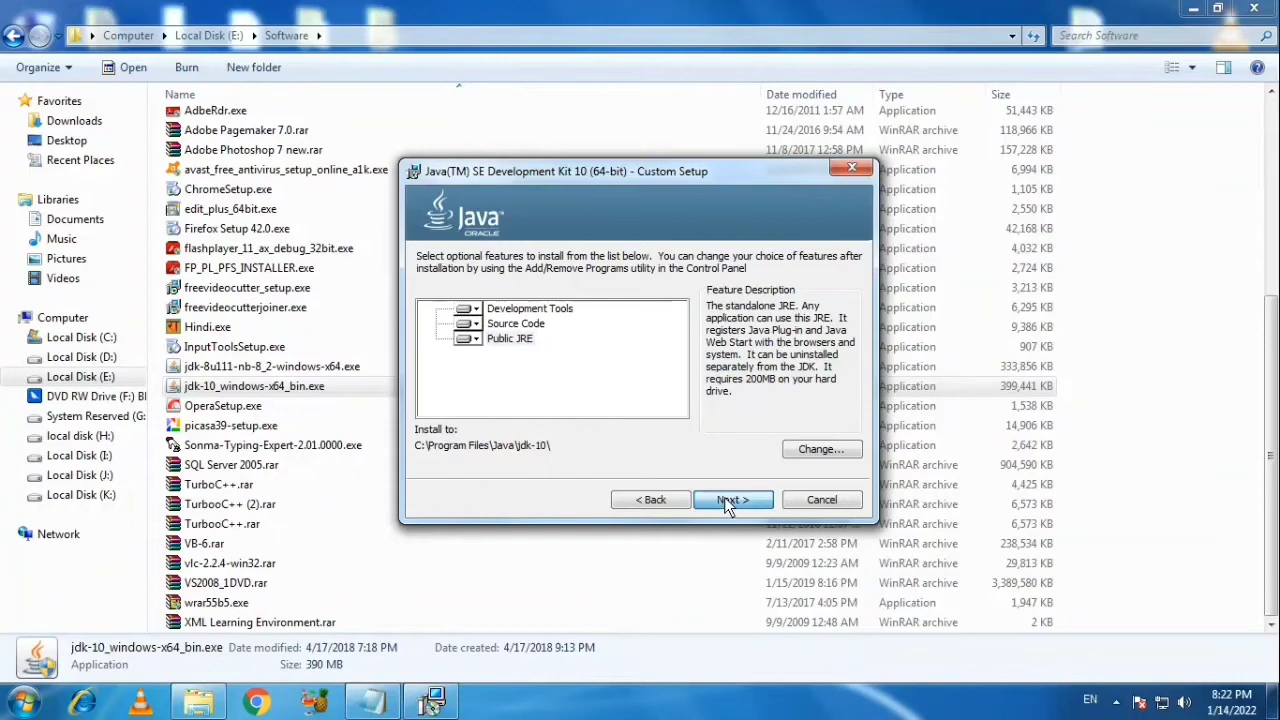 Computer
Local Disk (E:)
Software
Search Software
Organize
Open
Burn
New folder
Name
Date modified
Type
Size
Favorites
Downloads
Desktop
Recent Places
Libraries
Documents
Music
Pictures
Videos
Computer
Local Disk (C:)
Local Disk (D:)
Local Disk (E:)
DVD RW Drive (F:) Bl
System Reserved (G:
local disk (H:)
Local Disk (I:)
Local Disk (J:)
Local Disk (K:)
Network
AdbeRdr.exe 12/16/2011 1:57 AM Application 51,443 KB
Adobe Pagemaker 7.0.rar 11/24/2016 9:54 AM WinRAR archive 118,966 KB
Adobe Photoshop 7 new.rar 11/8/2017 12:58 PM WinRAR archive 157,228 KB
avast_free_antivirus_setup_online_a1k.exe Application 6,994 KB
ChromeSetup.exe Application 1,105 KB
edit_plus_64bit.exe Application 2,550 KB
Firefox Setup 42.0.exe Application 42,168 KB
flashplayer_11_ax_debug_32bit.exe Application 4,032 KB
FP_PL_PFS_INSTALLER.exe Application 2,724 KB
freevideocutter_setup.exe Application 3,213 KB
freevideocutterjoiner.exe Application 6,295 KB
Hindi.exe Application 9,386 KB
InputToolsSetup.exe Application 907 KB
jdk-8u111-nb-8_2-windows-x64.exe Application 333,856 KB
jdk-10_windows-x64_bin.exe Application 399,441 KB
OperaSetup.exe Application 1,538 KB
picasa39-setup.exe Application 14,906 KB
Sonma-Typing-Expert-2.01.0000.exe Application 2,642 KB
SQL Server 2005.rar WinRAR archive 904,590 KB
TurboC++.rar WinRAR archive 4,425 KB
TurboC++ (2).rar WinRAR archive 6,573 KB
TurboC++.rar WinRAR archive 6,573 KB
VB-6.rar 2/11/2017 2:58 PM WinRAR archive 238,534 KB
vlc-2.2.4-win32.rar 9/9/2009 12:23 AM WinRAR archive 29,813 KB
VS2008_1DVD.rar 1/15/2019 8:16 PM WinRAR archive 3,389,580 KB
wrar55b5.exe 7/13/2017 4:05 PM Application 1,947 KB
XML Learning Environment.rar 9/9/2009 12:48 AM WinRAR archive 2 KB
Java(TM) SE Development Kit 10 (64-bit) - Custom Setup
Java
ORACLE
Select optional features to install from the list below. You can change your choice of features after
installation by using the Add/Remove Programs utility in the Control Panel
Development Tools
Source Code
Public JRE
Feature Description
The standalone JRE. Any
application can use this JRE. It
registers Java Plug-in and Java
Web Start with the browsers and
system. It can be uninstalled
separately from the JDK. It
requires 200MB on your hard
drive.
Install to:
C:\Program Files\Java\jdk-10\
Change...
< Back
Next >
Cancel
jdk-10_windows-x64_bin.exe Date modified: 4/17/2018 7:18 PM Date created: 4/17/2018 9:13 PM
Application Size: 390 MB
EN
8:22 PM
1/14/2022